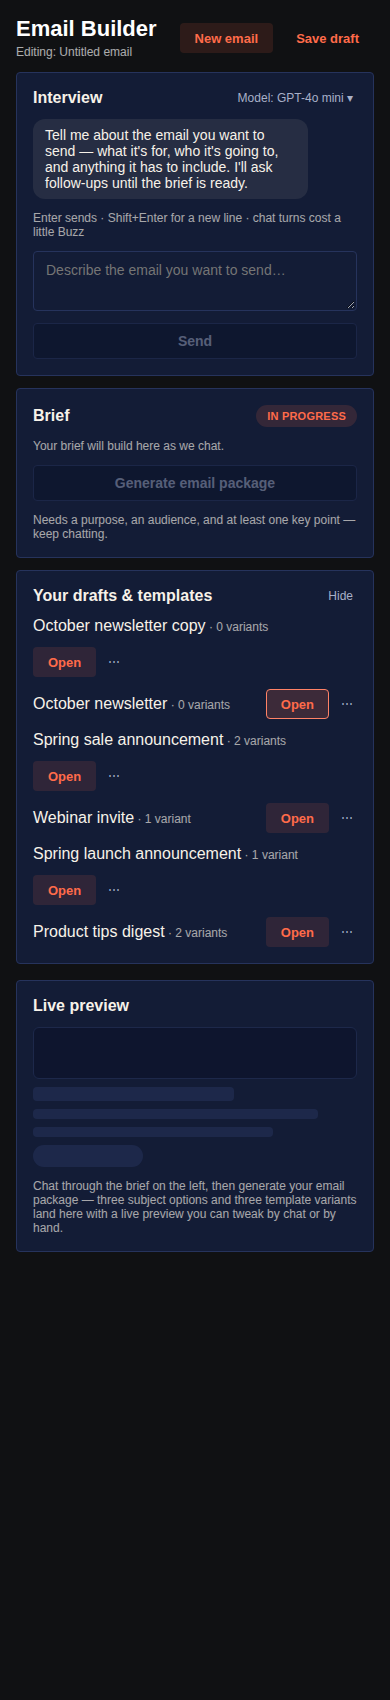 Email Builder
Editing: Untitled email
New email
Save draft
Interview
Model: GPT-4o mini ▾
Tell me about the email you want to
send — what it's for, who it's going to,
and anything it has to include. I'll ask
follow-ups until the brief is ready.
Enter sends · Shift+Enter for a new line · chat turns cost a
little Buzz
Describe the email you want to send…
Send
Brief
IN PROGRESS
Your brief will build here as we chat.
Generate email package
Needs a purpose, an audience, and at least one key point —
keep chatting.
Your drafts & templates
Hide
October newsletter copy · 0 variants
Open ⋯
October newsletter · 0 variants
Open ⋯
Spring sale announcement · 2 variants
Open ⋯
Webinar invite · 1 variant
Open ⋯
Spring launch announcement · 1 variant
Open ⋯
Product tips digest · 2 variants
Open ⋯
Live preview
Chat through the brief on the left, then generate your email
package — three subject options and three template variants
land here with a live preview you can tweak by chat or by
hand.